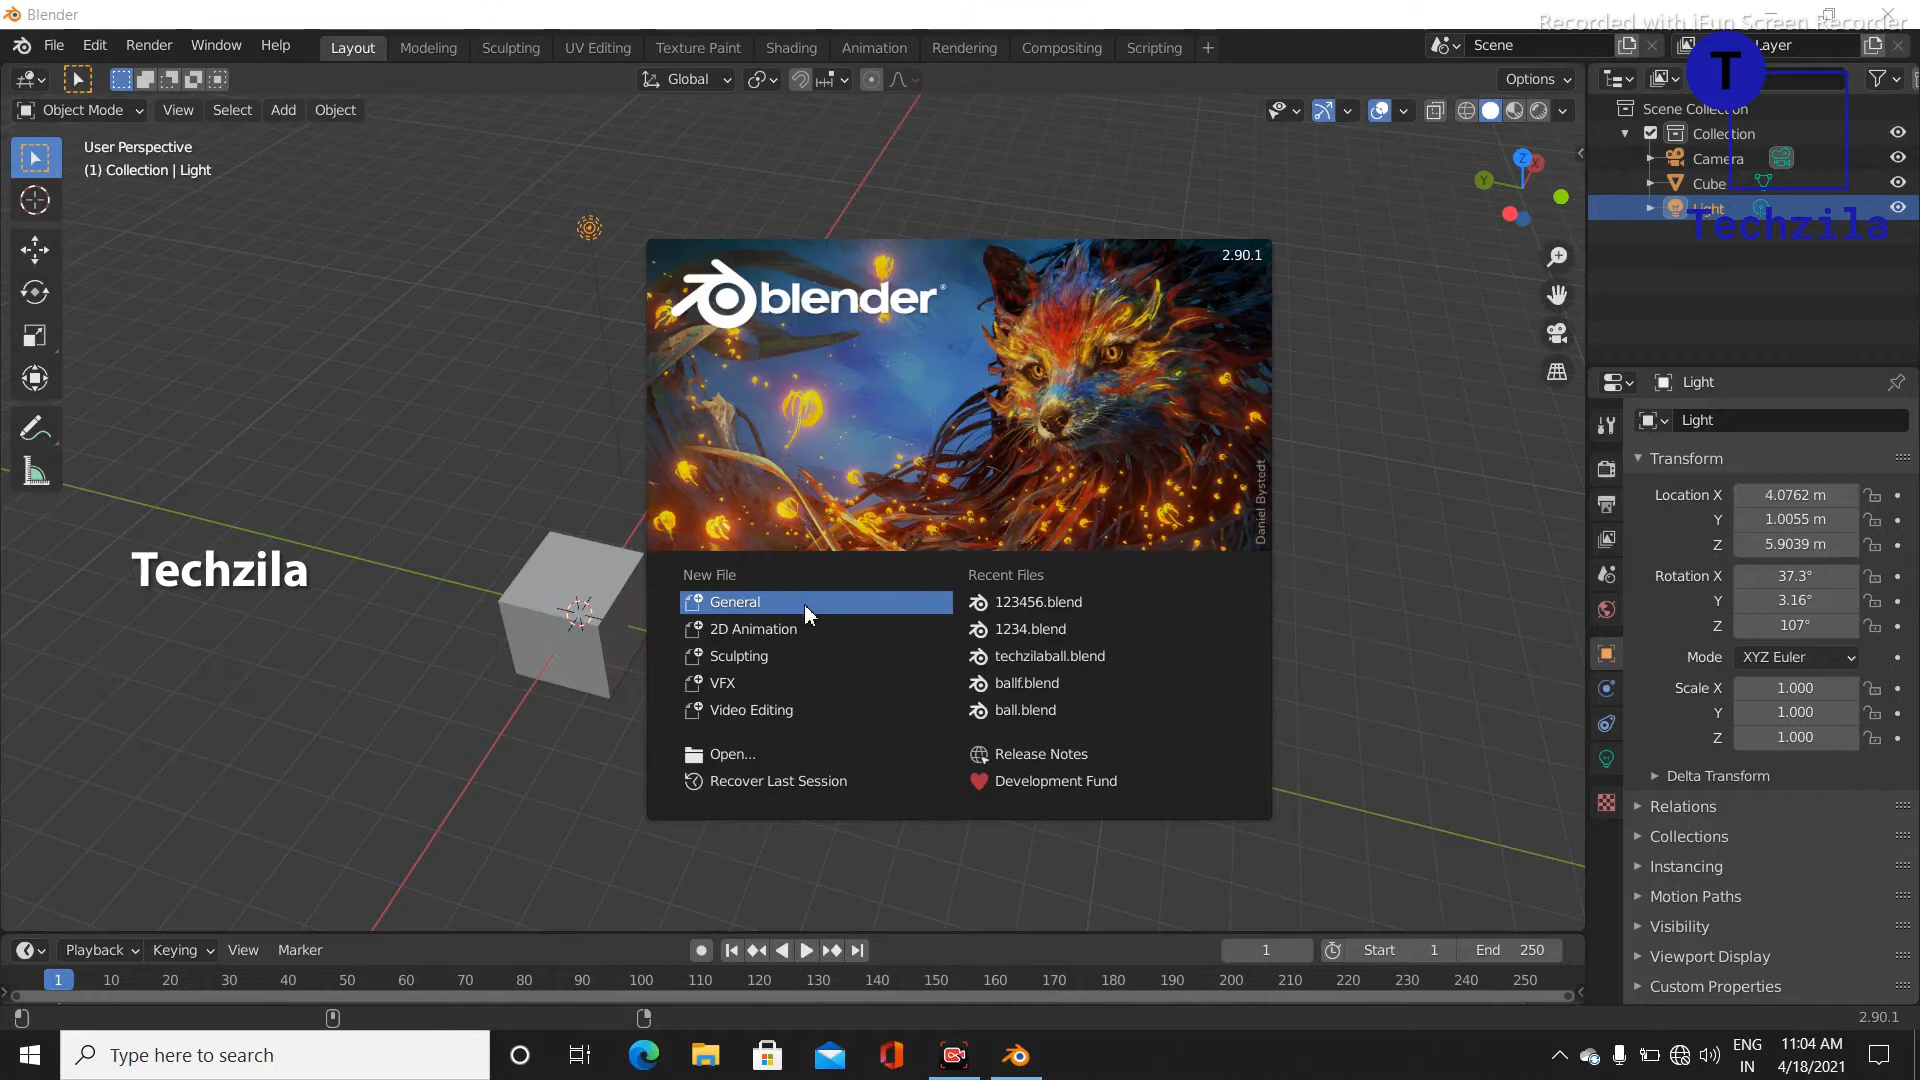 Blender
Recorded with iFun Screen Recorder
File Edit Render Window Help
Layout Modeling Sculpting UV Editing Texture Paint Shading Animation Rendering Compositing Scripting
Scene
Layer
T
Global
Options
Object Mode View Select Add Object
User Perspective
(1) Collection | Light
Z
Y
Scene Collection
Collection
Camera
Cube
Light
Techzila
blender
2.90.1
Daniel Bystedt
Techzila
New File
General
2D Animation
Sculpting
VFX
Video Editing
Open...
Recover Last Session
Recent Files
123456.blend
1234.blend
techzilaball.blend
ballf.blend
ball.blend
Release Notes
Development Fund
Light
Light
Transform
Location X 4.0762 m
Y 1.0055 m
Z 5.9039 m
Rotation X 37.3°
Y 3.16°
Z 107°
Mode XYZ Euler
Scale X 1.000
Y 1.000
Z 1.000
Delta Transform
Relations
Collections
Instancing
Motion Paths
Visibility
Viewport Display
Custom Properties
Playback Keying View Marker
1 Start 1 End 250
1 10 20 30 40 50 60 70 80 90 100 110 120 130 140 150 160 170 180 190 200 210 220 230 240 250
2.90.1
Type here to search
ENG
IN
11:04 AM
4/18/2021